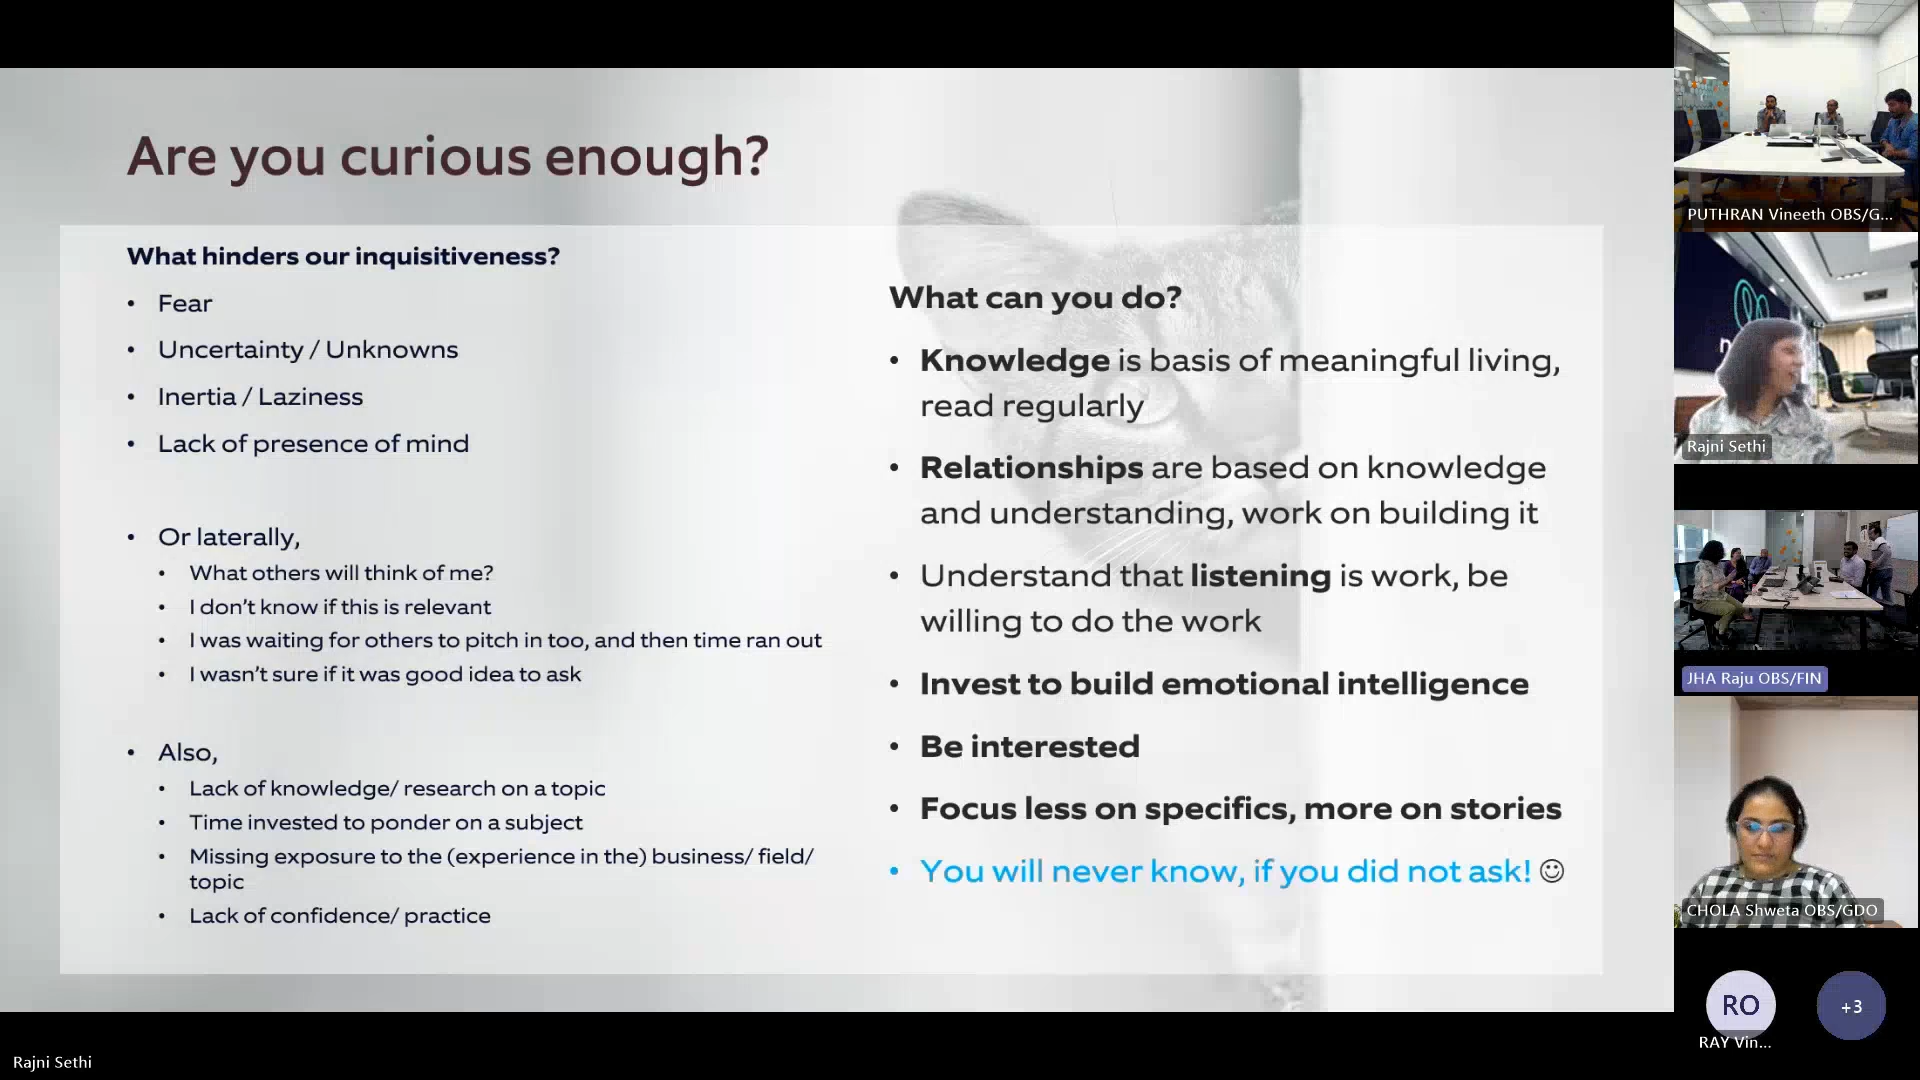 Are you curious enough?
What hinders our inquisitiveness?
• Fear
• Uncertainty / Unknowns
• Inertia / Laziness
• Lack of presence of mind
• Or laterally,
• What others will think of me?
• I don’t know if this is relevant
• I was waiting for others to pitch in too, and then time ran out
• I wasn’t sure if it was good idea to ask
• Also,
• Lack of knowledge/ research on a topic
• Time invested to ponder on a subject
• Missing exposure to the (experience in the) business/ field/
topic
• Lack of confidence/ practice
What can you do?
• Knowledge is basis of meaningful living,
read regularly
• Relationships are based on knowledge
and understanding, work on building it
• Understand that listening is work, be
willing to do the work
• Invest to build emotional intelligence
• Be interested
• Focus less on specifics, more on stories
• You will never know, if you did not ask! ☺
PUTHRAN Vineeth OBS/G...
Rajni Sethi
JHA Raju OBS/FIN
CHOLA Shweta OBS/GDO
RO
+3
RAY Vin...
Rajni Sethi